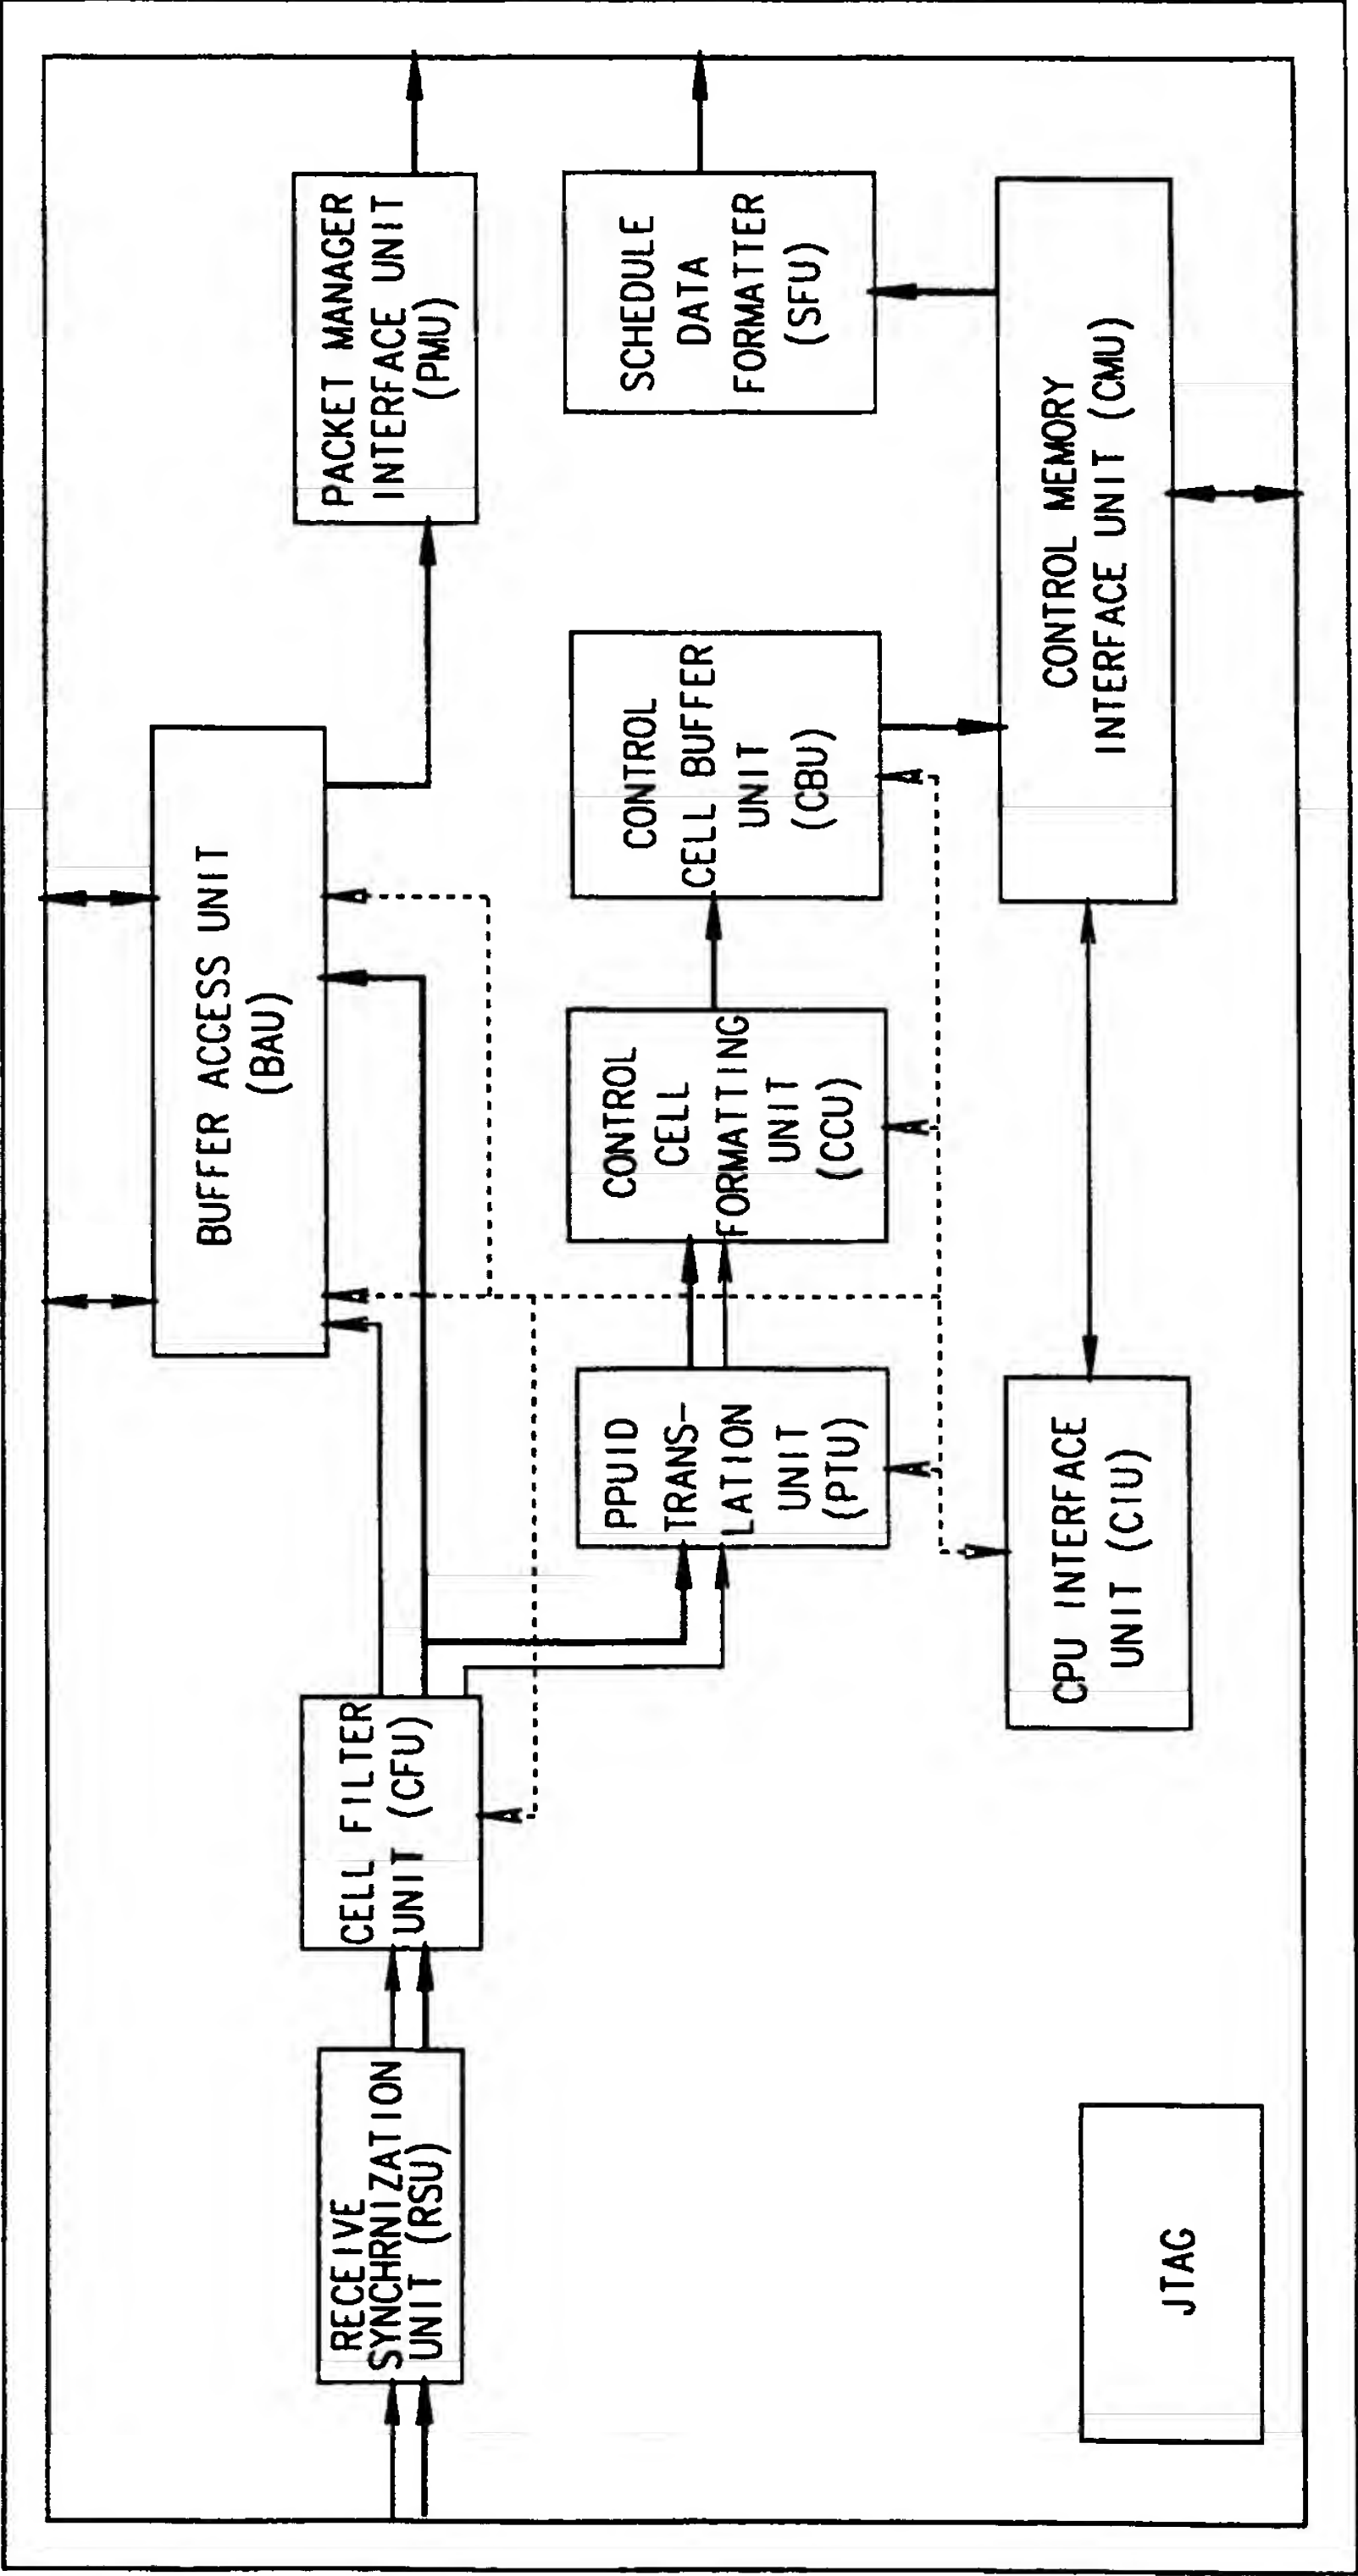 RECEIVE
SYNCHRNIZATION
UNIT (RSU)
CELL FILTER
UNIT (CFU)
BUFFER ACCESS UNIT
(BAU)
PACKET MANAGER
INTERFACE UNIT
(PMU)
PPUID
TRANS-
LATION
UNIT
(PTU)
CONTROL
CELL
FORMATTING
UNIT
(CCU)
CONTROL
CELL BUFFER
UNIT
(CBU)
SCHEDULE
DATA
FORMATTER
(SFU)
JTAG
CPU INTERFACE
UNIT (CIU)
CONTROL MEMORY
INTERFACE UNIT (CMU)